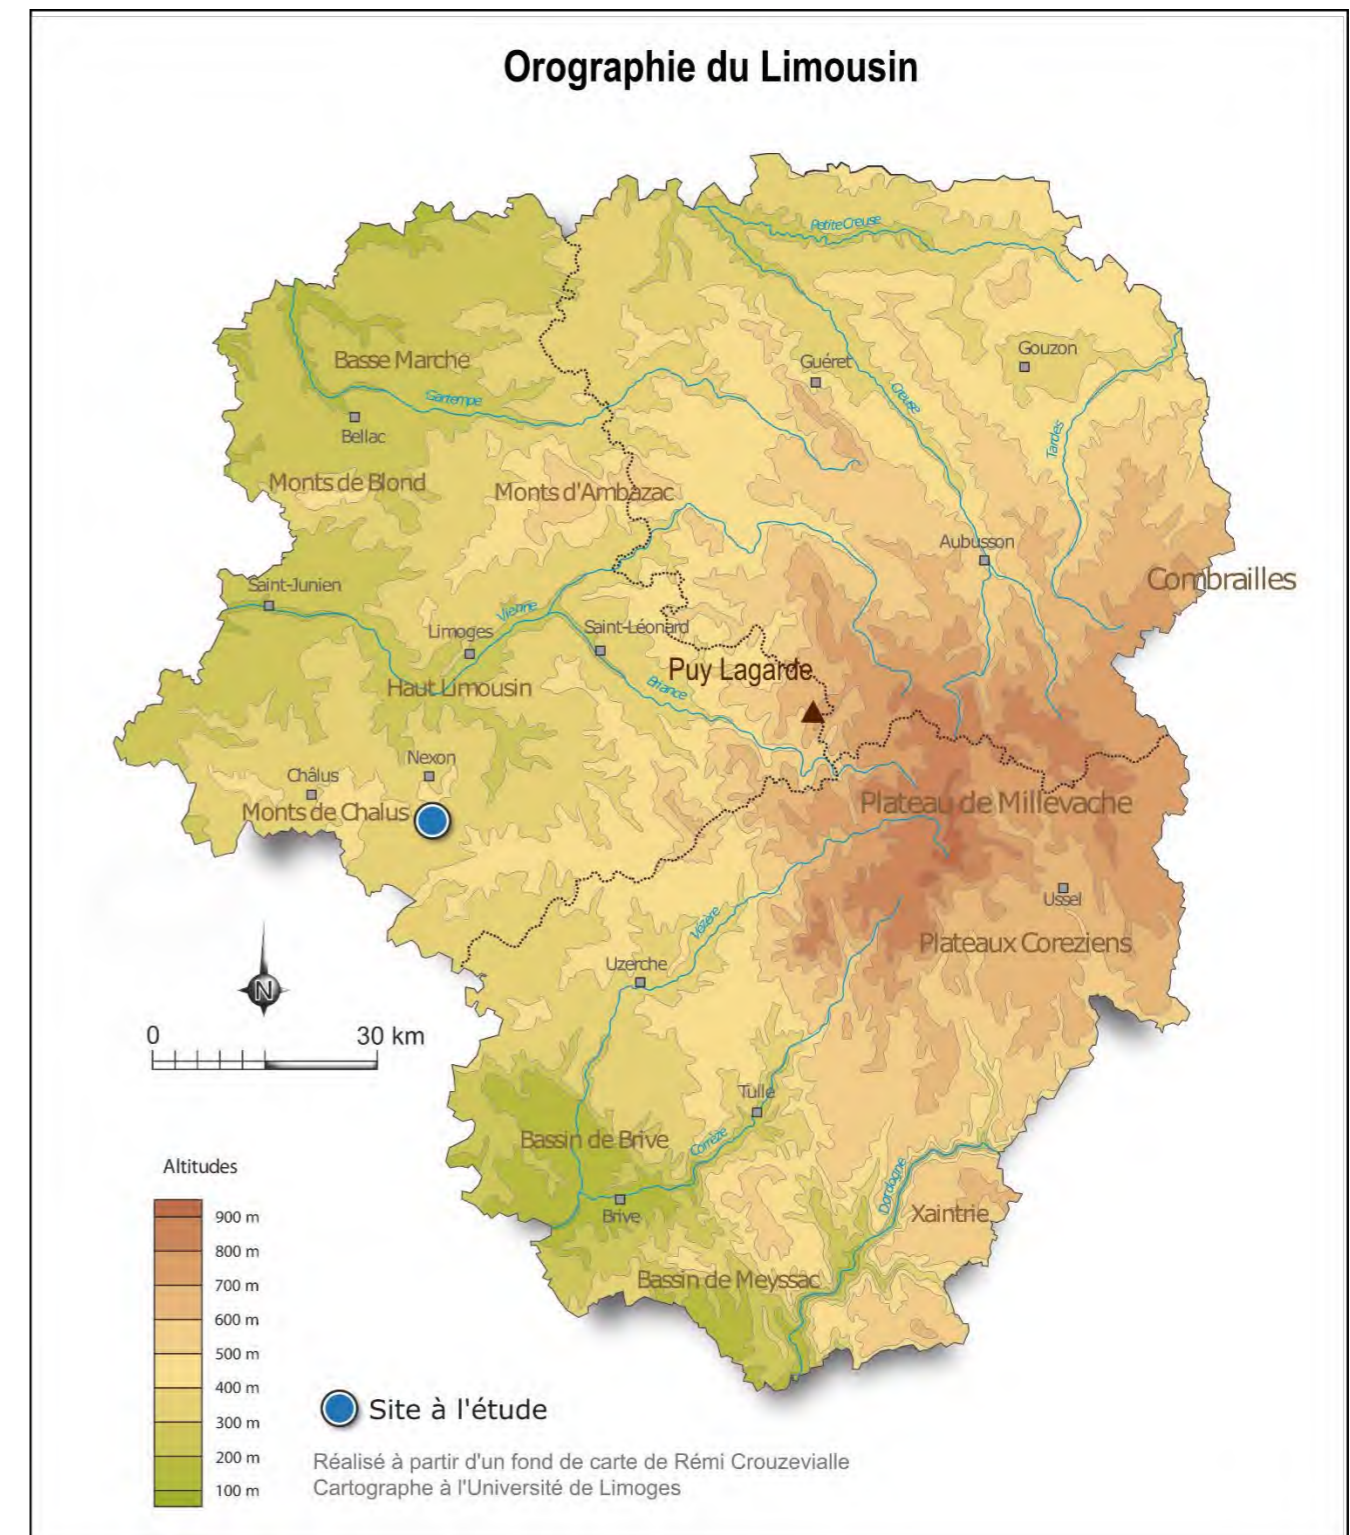 Orographie du Limousin
Petite Creuse
Basse Marche
Guéret
Gouzon
Gartempe
Creuse
Bellac
Tardes
Monts de Blond
Monts d'Ambazac
Aubusson
Combrailles
Saint-Junien
Vienne
Limoges
Saint-Léonard
Puy Lagarde
Haut Limousin
Briance
Nexon
Châlus
Monts de Chalus
Plateau de Millevache
Ussel
Vézère
Plateaux Coreziens
Uzerche
N
0
30 km
Tulle
Bassin de Brive
Corrèze
Dordogne
Brive
Xaintrie
Bassin de Meyssac
Altitudes
900 m
800 m
700 m
600 m
500 m
400 m
300 m
200 m
100 m
Site à l'étude
Réalisé à partir d'un fond de carte de Rémi Crouzevialle
Cartographe à l'Université de Limoges